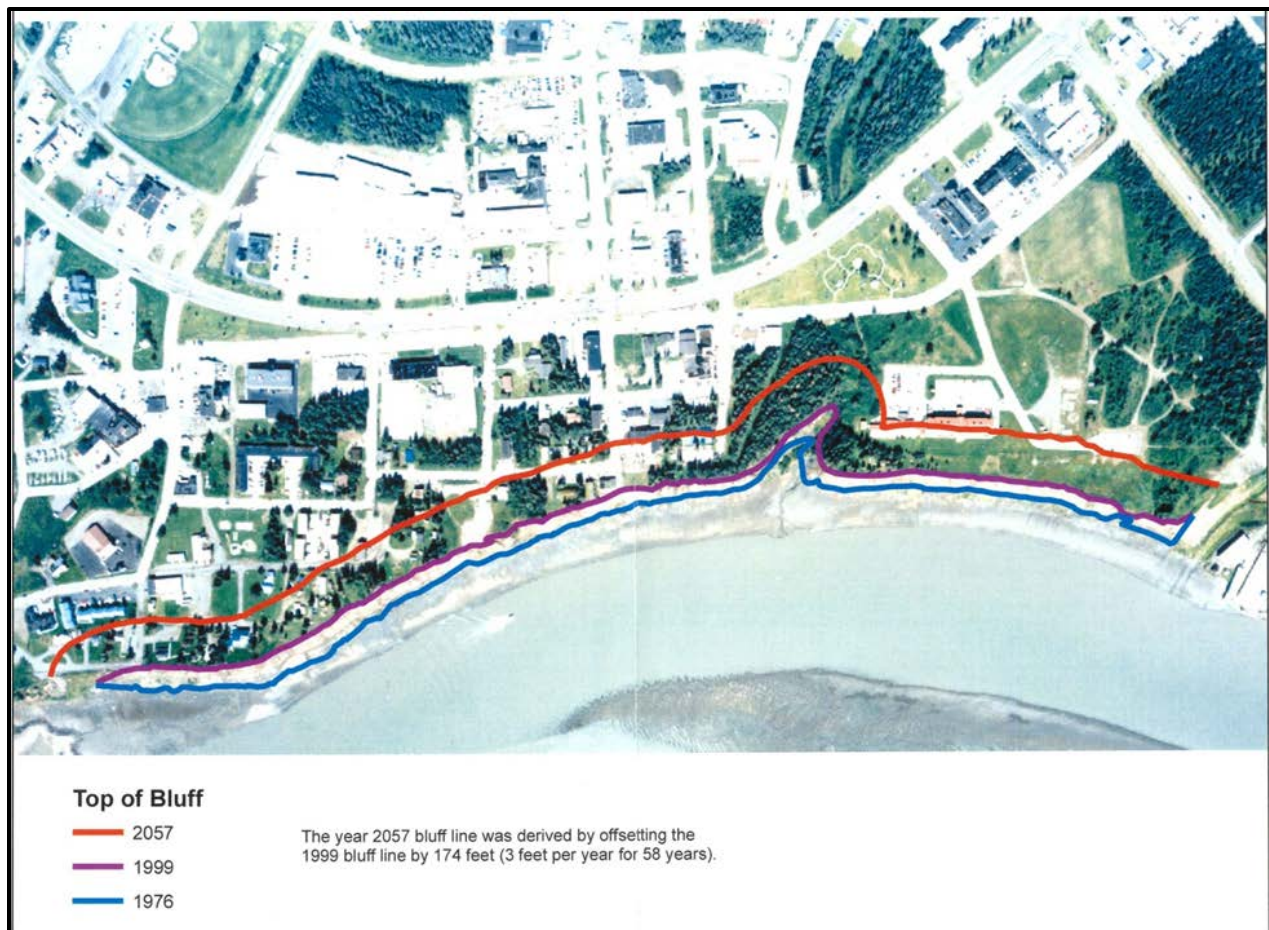 Top of Bluff
2057
The year 2057 bluff line was derived by offsetting the
1999 bluff line by 174 feet (3 feet per year for 58 years).
1999
1976